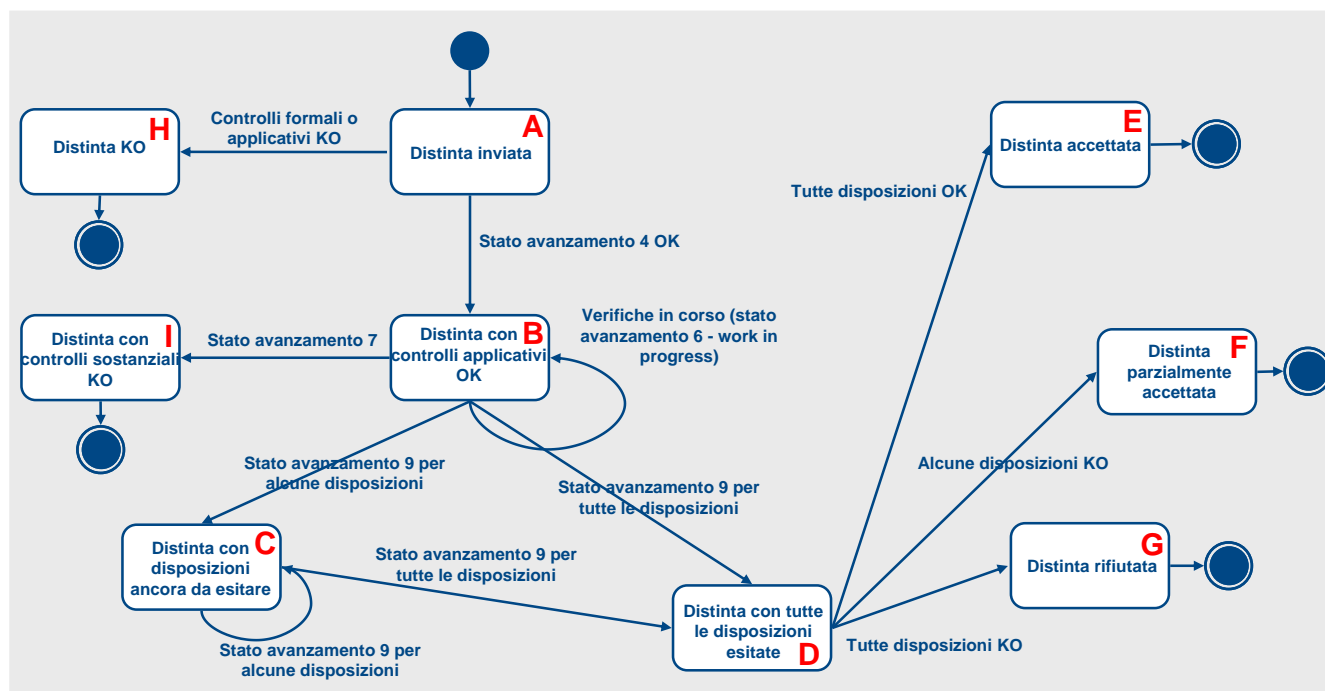 H
Distinta KO
Controlli formali o
applicativi KO
A
Distinta inviata
E
Distinta accettata
Tutte disposizioni OK
Stato avanzamento 4 OK
I
Distinta con
controlli sostanziali
KO
Stato avanzamento 7
B
Distinta con
controlli applicativi
OK
Verifiche in corso (stato
avanzamento 6 - work in
progress)
F
Distinta
parzialmente
accettata
Stato avanzamento 9 per
alcune disposizioni
Stato avanzamento 9 per
tutte le disposizioni
Alcune disposizioni KO
C
Distinta con
disposizioni
ancora da esitare
Stato avanzamento 9 per
tutte le disposizioni
G
Distinta rifiutata
Distinta con tutte
le disposizioni
esitate
D
Tutte disposizioni KO
Stato avanzamento 9 per
alcune disposizioni